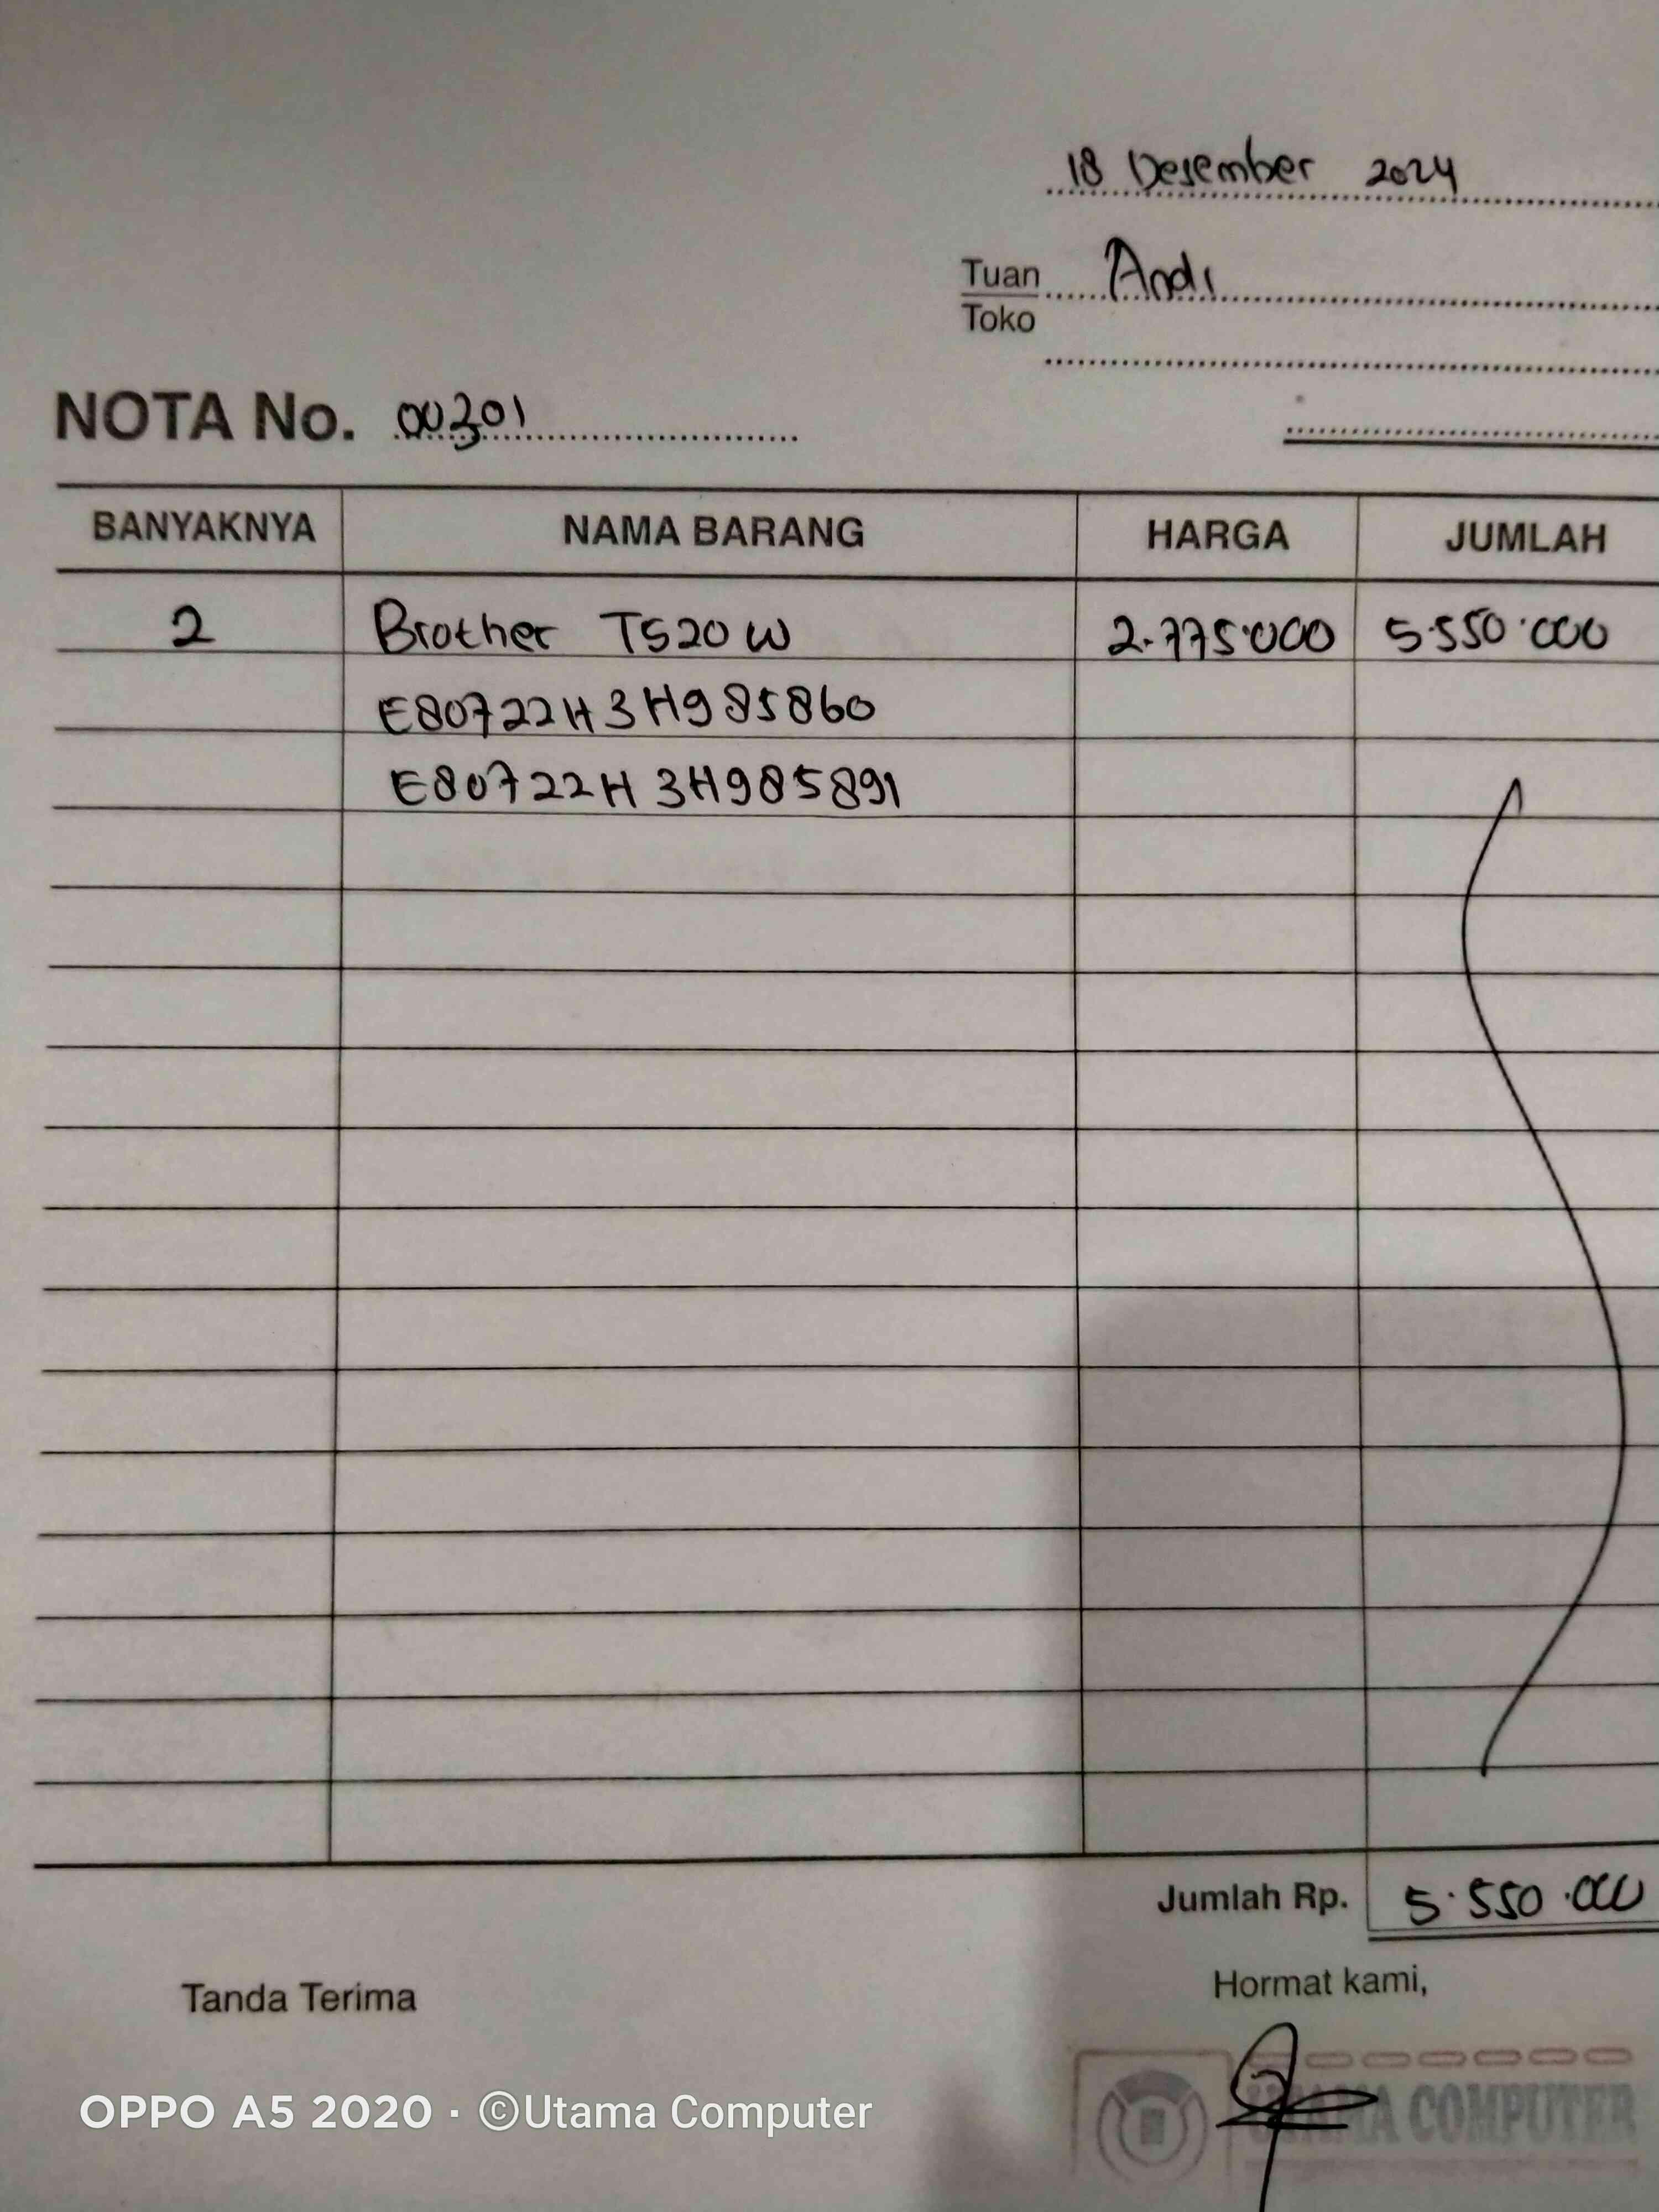 18 Desember 2024
Tuan Andi
Toko
NOTA No. 00301
BANYAKNYA NAMA BARANG HARGA JUMLAH
2 Brother T520W 2.775.000 5.550.000
E80722H3H985860
E80722H3H985891
Jumlah Rp. 5.550.000
Tanda Terima Hormat kami,
UTAMA COMPUTER
OPPO A5 2020 · ©Utama Computer